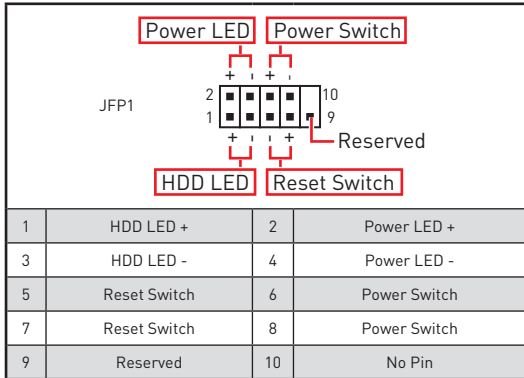 Power LED Power Switch
+ - + -
JFP1
2 10
1 9
+ - - +
Reserved
HDD LED Reset Switch
1 HDD LED + 2 Power LED +
3 HDD LED - 4 Power LED -
5 Reset Switch 6 Power Switch
7 Reset Switch 8 Power Switch
9 Reserved 10 No Pin